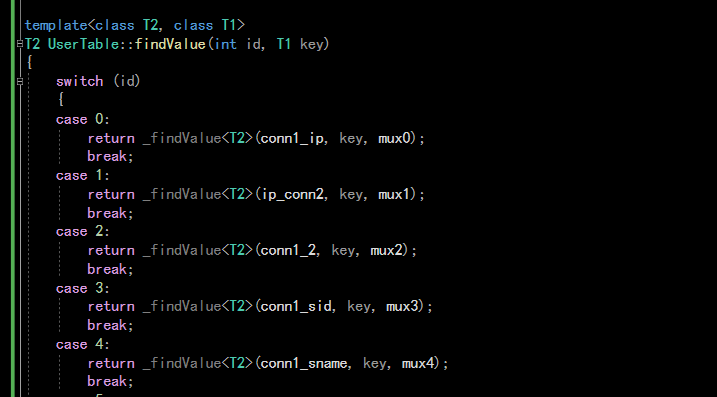 template<class T2, class T1>
T2 UserTable::findValue(int id, T1 key)
{
switch (id)
{
case 0:
return _findValue<T2>(conn1_ip, key, mux0);
break;
case 1:
return _findValue<T2>(ip_conn2, key, mux1);
break;
case 2:
return _findValue<T2>(conn1_2, key, mux2);
break;
case 3:
return _findValue<T2>(conn1_sid, key, mux3);
break;
case 4:
return _findValue<T2>(conn1_sname, key, mux4);
break;